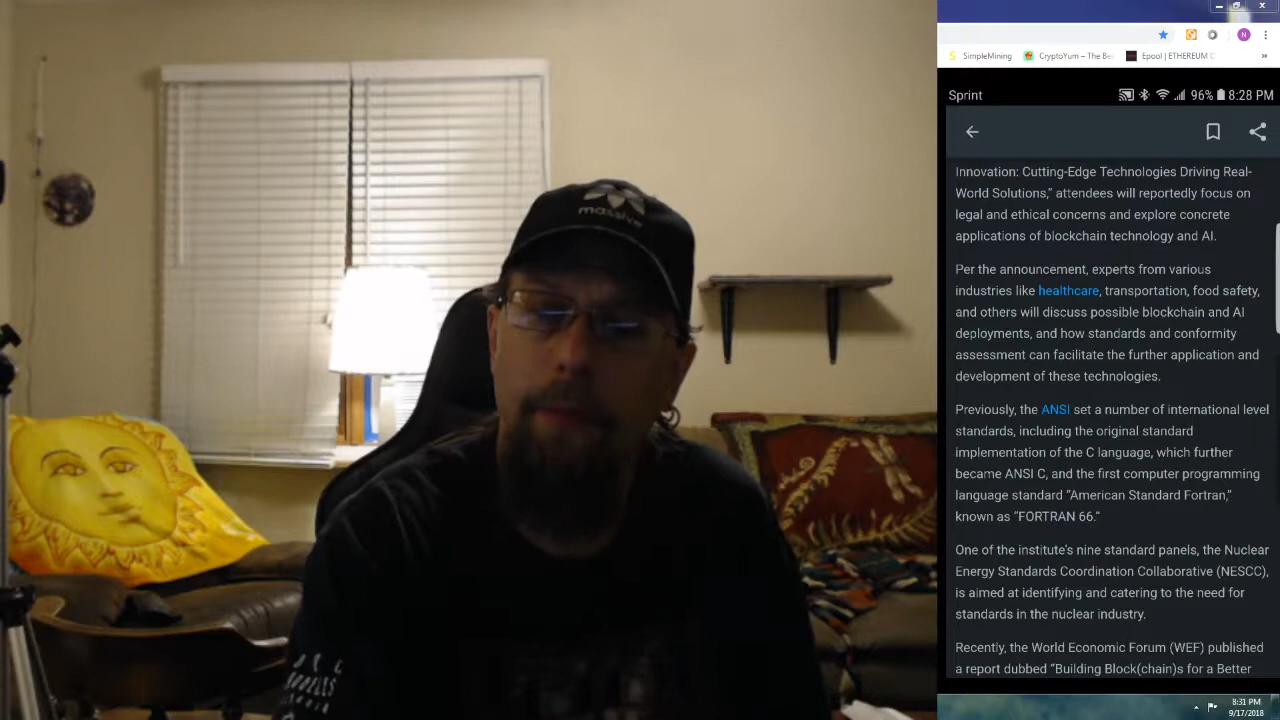 massive
SimpleMining
CryptoYum – The Be
Epool | ETHEREUM C
»
N
Sprint
96% 8:28 PM
Innovation: Cutting-Edge Technologies Driving Real-
World Solutions,” attendees will reportedly focus on
legal and ethical concerns and explore concrete
applications of blockchain technology and AI.
Per the announcement, experts from various
industries like healthcare, transportation, food safety,
and others will discuss possible blockchain and AI
deployments, and how standards and conformity
assessment can facilitate the further application and
development of these technologies.
Previously, the ANSI set a number of international level
standards, including the original standard
implementation of the C language, which further
became ANSI C, and the first computer programming
language standard “American Standard Fortran,”
known as “FORTRAN 66.”
One of the institute’s nine standard panels, the Nuclear
Energy Standards Coordination Collaborative (NESCC),
is aimed at identifying and catering to the need for
standards in the nuclear industry.
Recently, the World Economic Forum (WEF) published
a report dubbed “Building Block(chain)s for a Better
8:31 PM
9/17/2018